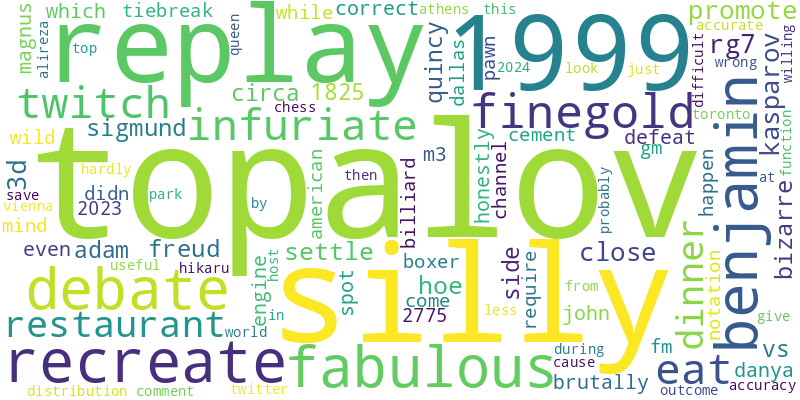 magnus
which
tiebreak
while
correct
athens
this
promote
alireza
queen
replay
1999
top
2024
look
just
accurate
rg7
wrong
willing
difficult
twitch
circa
1825
quincy
dallas
pawn
finegold
kasparov
wild
sigmund
infuriate
chess
cement
defeat
toronto
topalov
gm
benjamin
function
3d
hardly
american
then
m3
honestly
channel
happen
at
save
didn
park
by
billiard
probably
vienna
2023
mind
even
adam
freud
settle
boxer
silly
close
dinner
notation
bizarre
useful
hikaru
engine
host
spot
hoe
side
require
debate
in
come
from
give
restaurant
world
2775
less
john
vs
recreate
fabulous
during
fm
eat
danya
distribution
comment
twitter
cause
brutally
outcome
accuracy